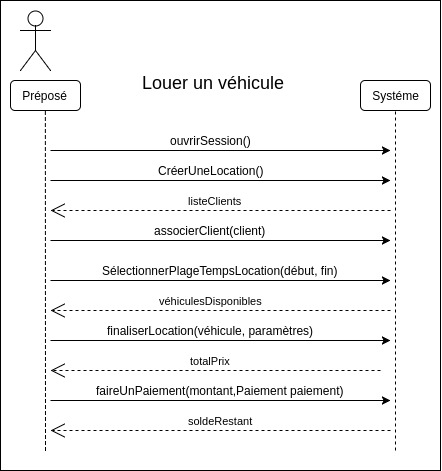 Louer un véhicule
Préposé
Systéme
ouvrirSession()
CréerUneLocation()
listeClients
associerClient(client)
SélectionnerPlageTempsLocation(début, fin)
véhiculesDisponibles
finaliserLocation(véhicule, paramètres)
totalPrix
faireUnPaiement(montant,Paiement paiement)
soldeRestant